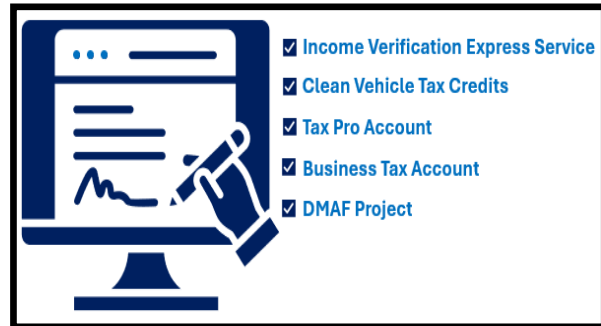 Income Verification Express Service
Clean Vehicle Tax Credits
Tax Pro Account
Business Tax Account
DMAF Project